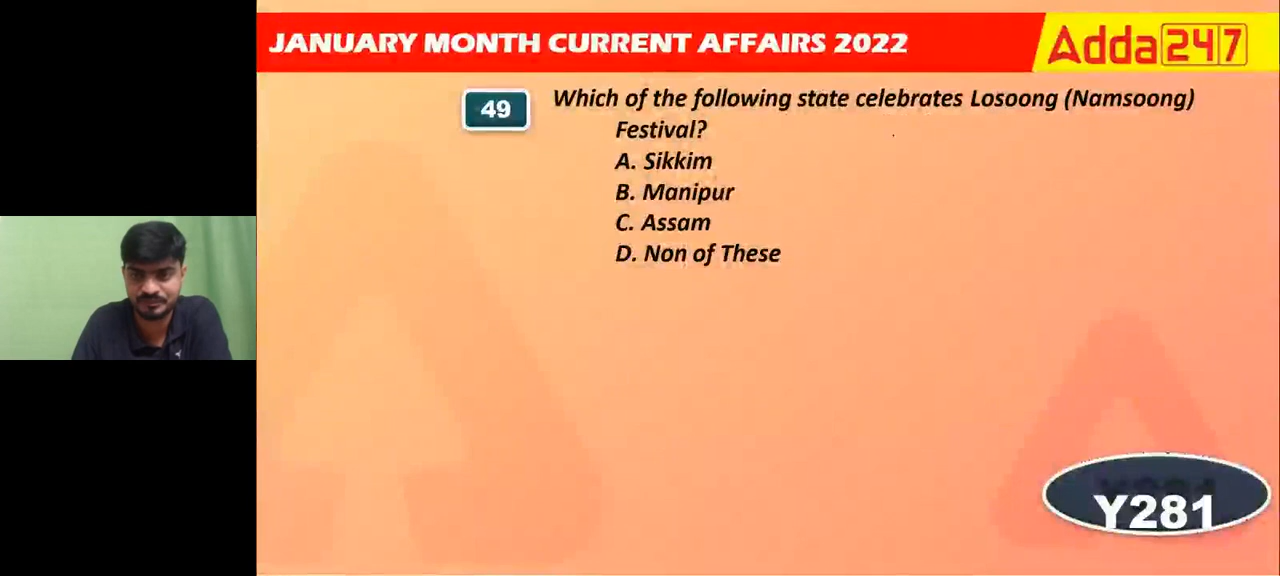 JANUARY MONTH CURRENT AFFAIRS 2022
Adda247
49
Which of the following state celebrates Losoong (Namsoong)
Festival?
A. Sikkim
B. Manipur
C. Assam
D. Non of These
Y281